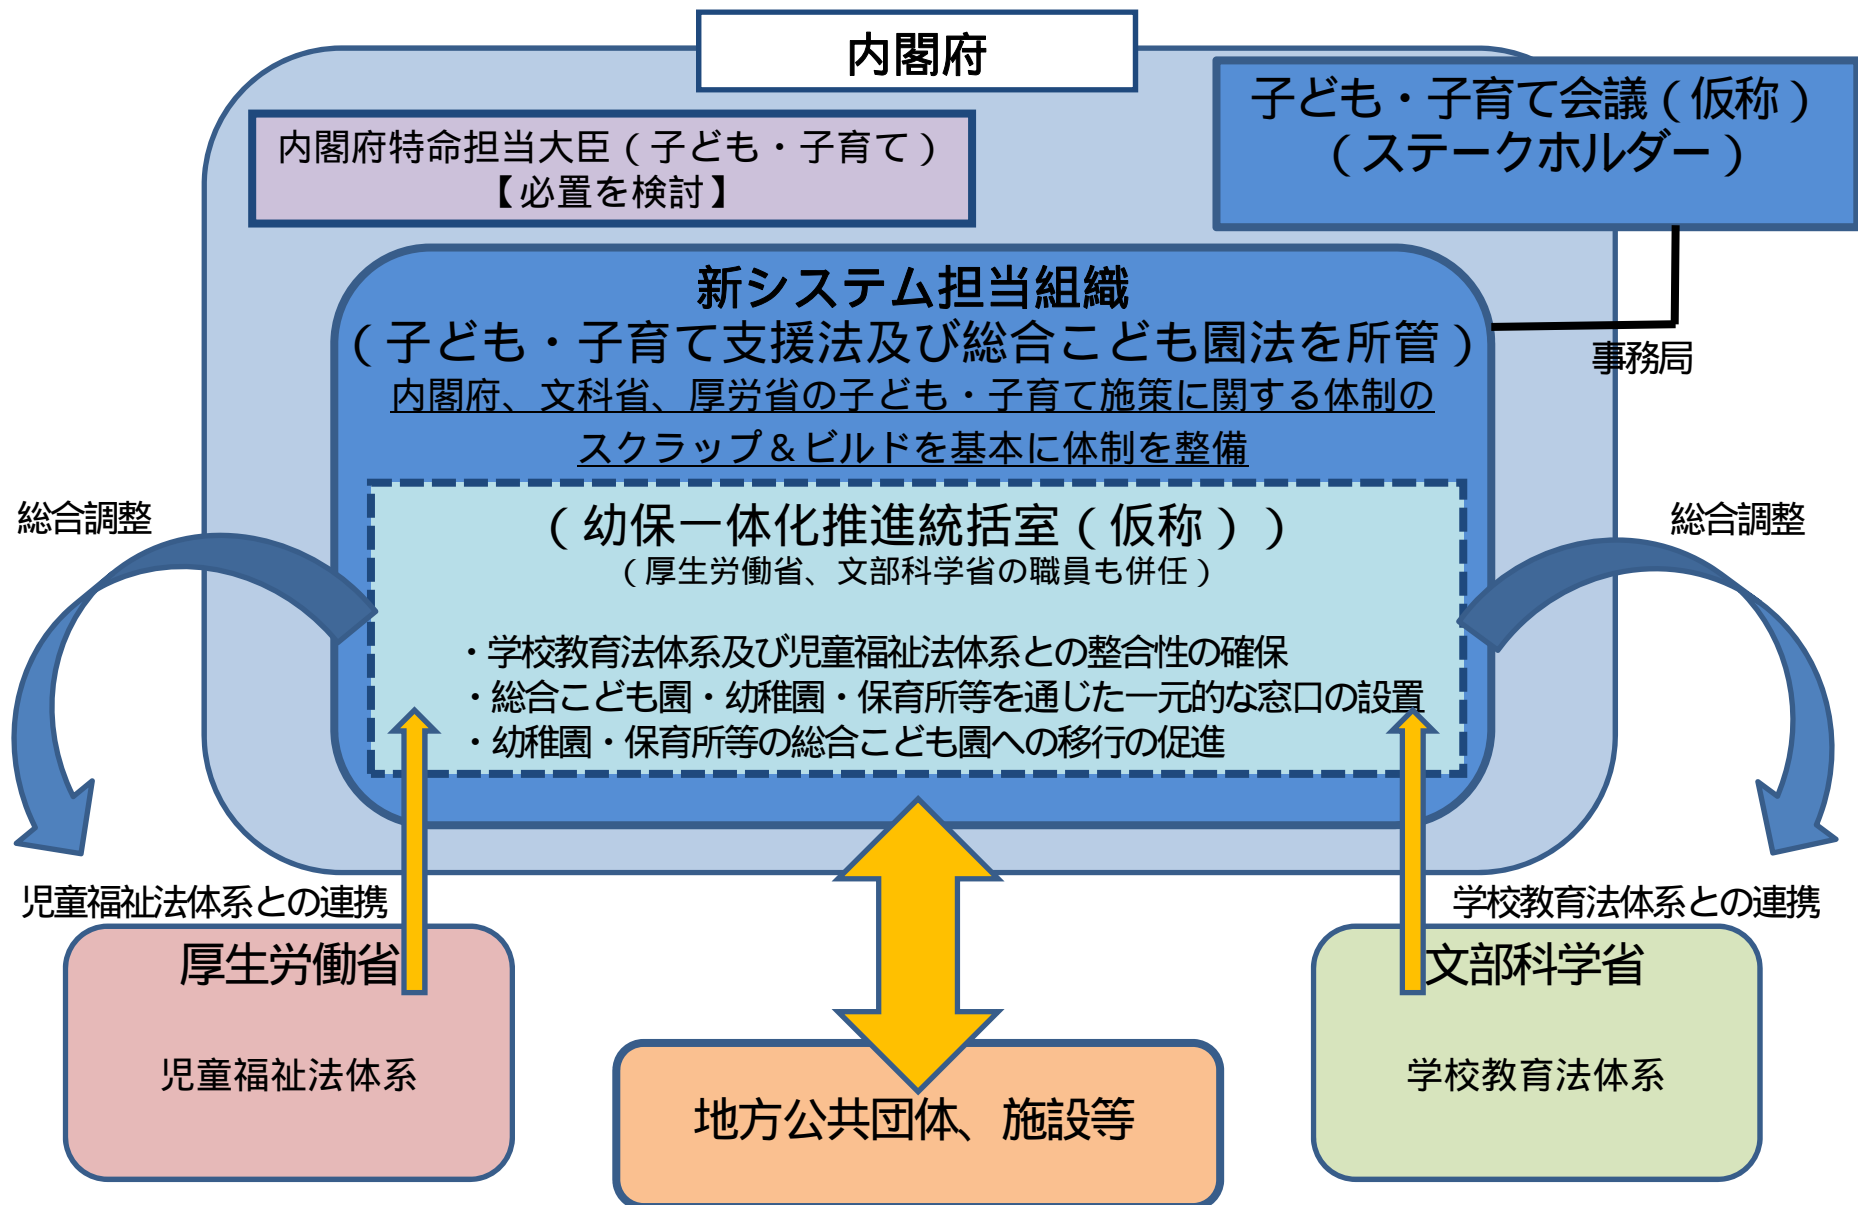 内閣府
子ども・子育て会議(仮称)
(ステークホルダー)
内閣府特命担当大臣(子ども・子育て)
【必置を検討】
新システム担当組織
(子ども・子育て支援法及び総合こども園法を所管)
内閣府、文科省、厚労省の子ども・子育て施策に関する体制の
スクラップ&ビルドを基本に体制を整備
事務局
(幼保一体化推進統括室(仮称))
(厚生労働省、文部科学省の職員も併任)
・学校教育法体系及び児童福祉法体系との整合性の確保
・総合こども園・幼稚園・保育所等を通じた一元的な窓口の設置
・幼稚園・保育所等の総合こども園への移行の促進
総合調整
総合調整
児童福祉法体系との連携
学校教育法体系との連携
厚生労働省
児童福祉法体系
地方公共団体、施設等
文部科学省
学校教育法体系